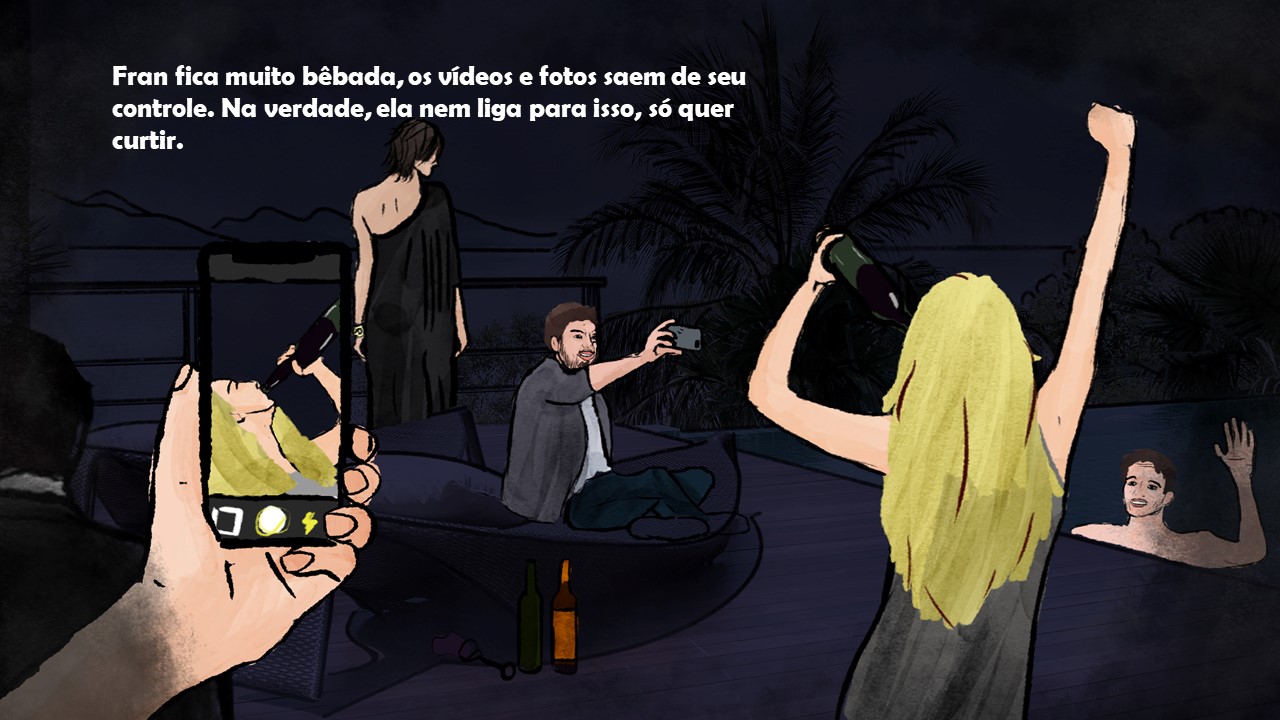 Fran fica muito bêbada, os vídeos e fotos saem de seu
controle. Na verdade, ela nem liga para isso, só quer
curtir.